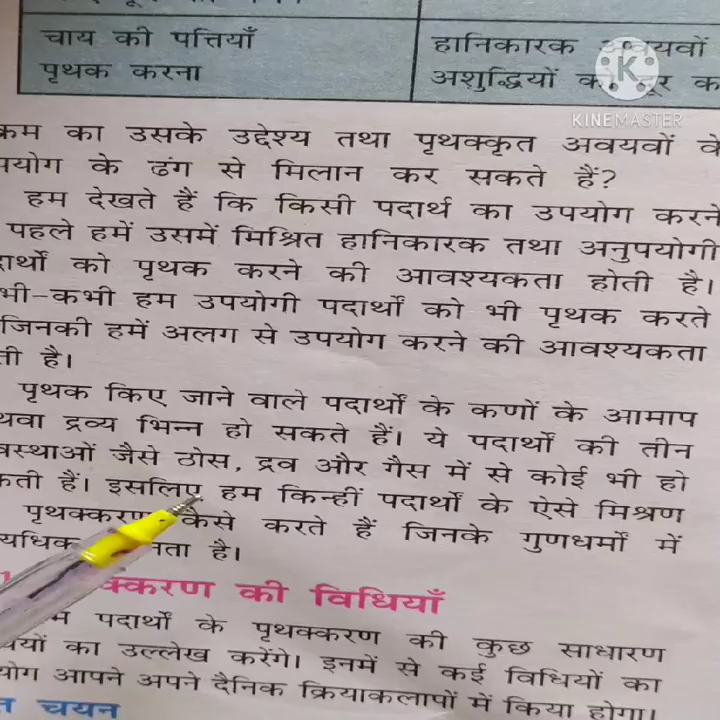 चाय की पत्तियाँ
पृथक करना
हानिकारक
अशुद्धियों
KINEMASTER
का उसके उद्देश्य तथा पृथक्कृत अवयवों
के ढंग से मिलान कर सकते हैं?
हम देखते हैं कि किसी पदार्थ का उपयोग करने
पहले हमें उसमें मिश्रित हानिकारक तथा अनुपयोगी
को पृथक करने की आवश्यकता होती है।
भी-कभी हम उपयोगी पदार्थों को भी पृथक करते
जिनकी हमें अलग से उपयोग करने की आवश्यकता
ती है।
पृथक किए जाने वाले पदार्थों के कणों के आमाप
थवा द्रव्य भिन्न हो सकते हैं। ये पदार्थों की तीन
वस्थाओं जैसे ठोस, द्रव और गैस में से कोई भी हो
कती हैं। इसलिए हम किन्हीं पदार्थों के ऐसे मिश्रण
पृथक्करण कैसे करते हैं जिनके गुणधर्मों में
है।
क्करण की विधियाँ
पदार्थों के पृथक्करण की कुछ साधारण
का उल्लेख करेंगे। इनमें से कई विधियों का
योग आपने अपने दैनिक क्रियाकलापों में किया होगा।
चयन